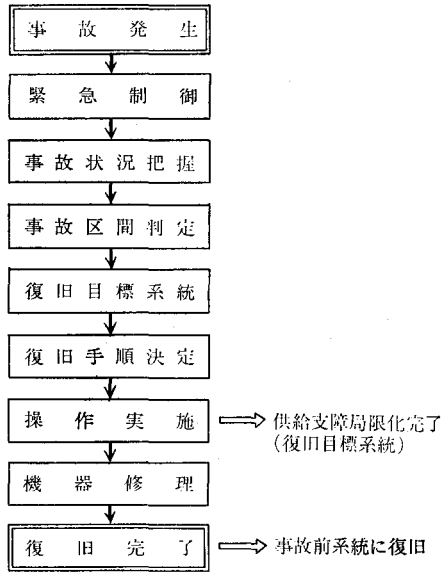 事故発生
緊急制御
事故状況把握
事故区間判定
復旧目標系統
復旧手順決定
操作実施
供給支障局限化完了
(復旧目標系統)
機器修理
復旧完了
事故前系統に復旧